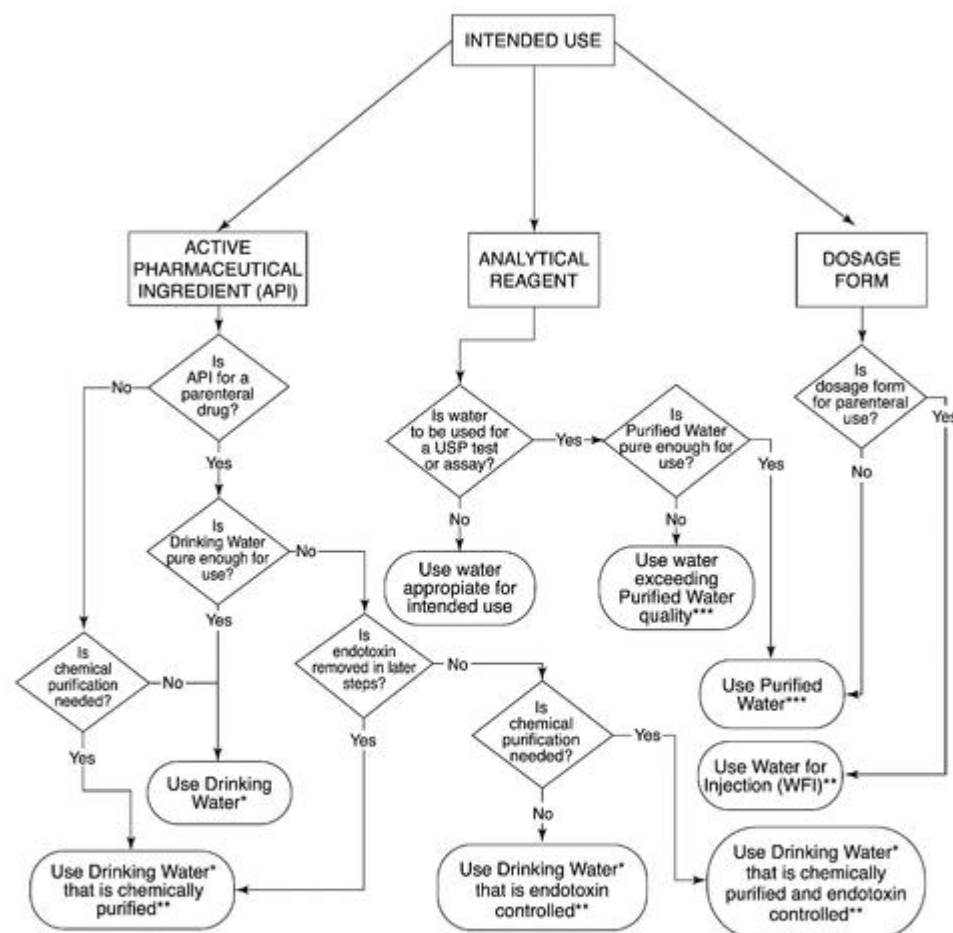 INTENDED USE
ACTIVE
PHARMACEUTICAL
INGREDIENT (API)
ANALYTICAL
REAGENT
DOSAGE
FORM
Is
API for a
parenteral
drug?
No
Yes
Is
Drinking Water
pure enough for
use?
No
Yes
Is
chemical
purification
needed?
No
Yes
Use Drinking
Water*
Use Drinking Water*
that is chemically
purified**
Is
endotoxin
removed in later
steps?
No
Yes
Is
chemical
purification
needed?
Yes
No
Use Drinking Water*
that is endotoxin
controlled**
Use Drinking Water*
that is chemically
purified and endotoxin
controlled**
Is water
to be used for
a USP test
or assay?
Yes
No
Use water
appropiate for
intended use
Is
Purified Water
pure enough for
use?
Yes
No
Use water
exceeding
Purified Water
quality***
Is
dosage form
for parenteral
use?
Yes
No
Use Purified
Water***
Use Water for
Injection (WFI)**